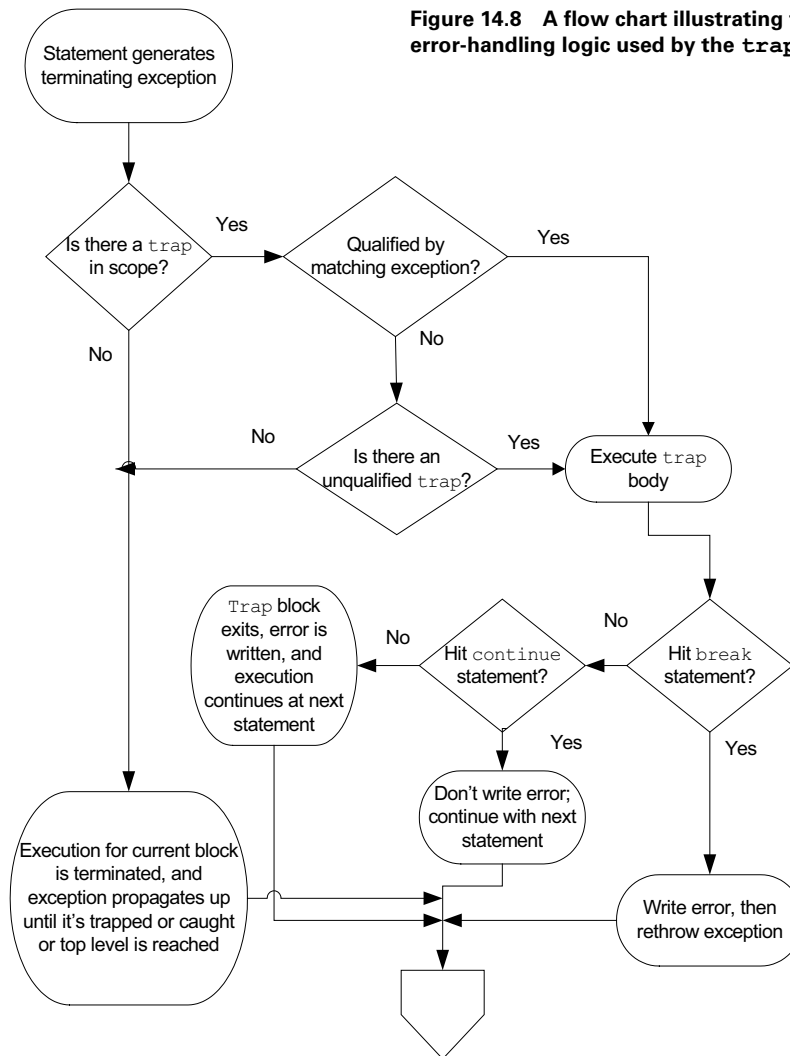 Figure 14.8 A flow chart illustrating
error-handling logic used by the trap
Statement generates
terminating exception
Is there a trap
in scope?
Yes
Qualified by
matching exception?
Yes
No
No
Is there an
unqualified trap?
No
Yes
Execute trap
body
Trap block
exits, error is
written, and
execution
continues at next
statement
No
Hit continue
statement?
No
Hit break
statement?
Yes
Yes
Don't write error;
continue with next
statement
Execution for current block
is terminated, and
exception propagates up
until it's trapped or caught
or top level is reached
Write error, then
rethrow exception